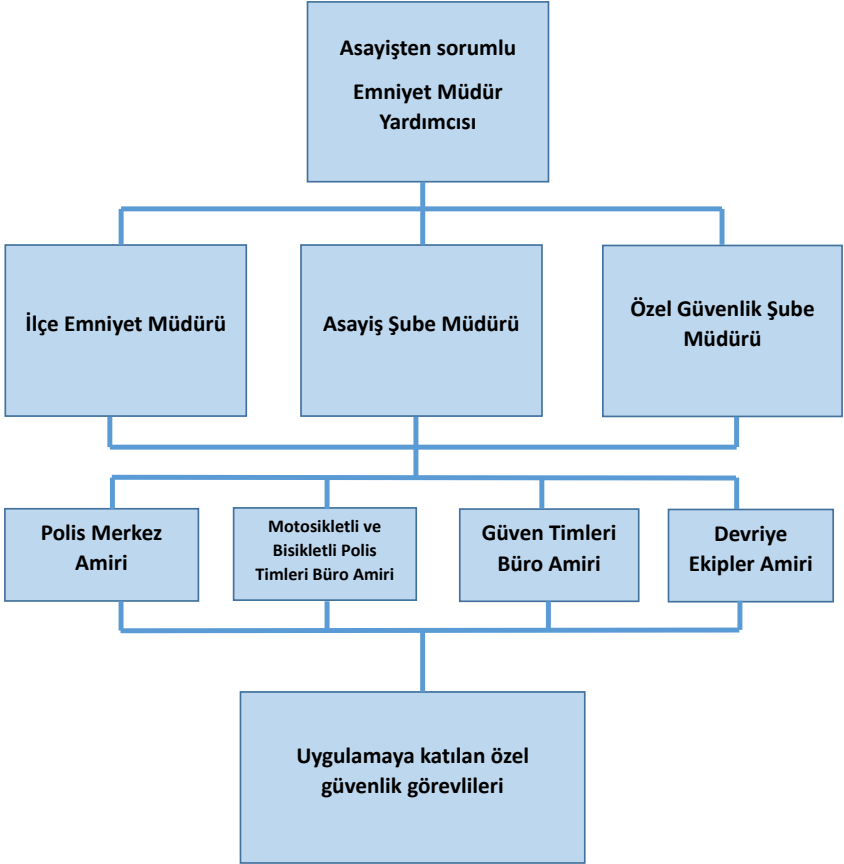 Asayişten sorumlu
Emniyet Müdür
Yardımcısı
İlçe Emniyet Müdürü
Asayiş Şube Müdürü
Özel Güvenlik Şube
Müdürü
Polis Merkez
Amiri
Motosikletli ve
Bisikletli Polis
Timleri Büro Amiri
Güven Timleri
Büro Amiri
Devriye
Ekipler Amiri
Uygulamaya katılan özel
güvenlik görevlileri